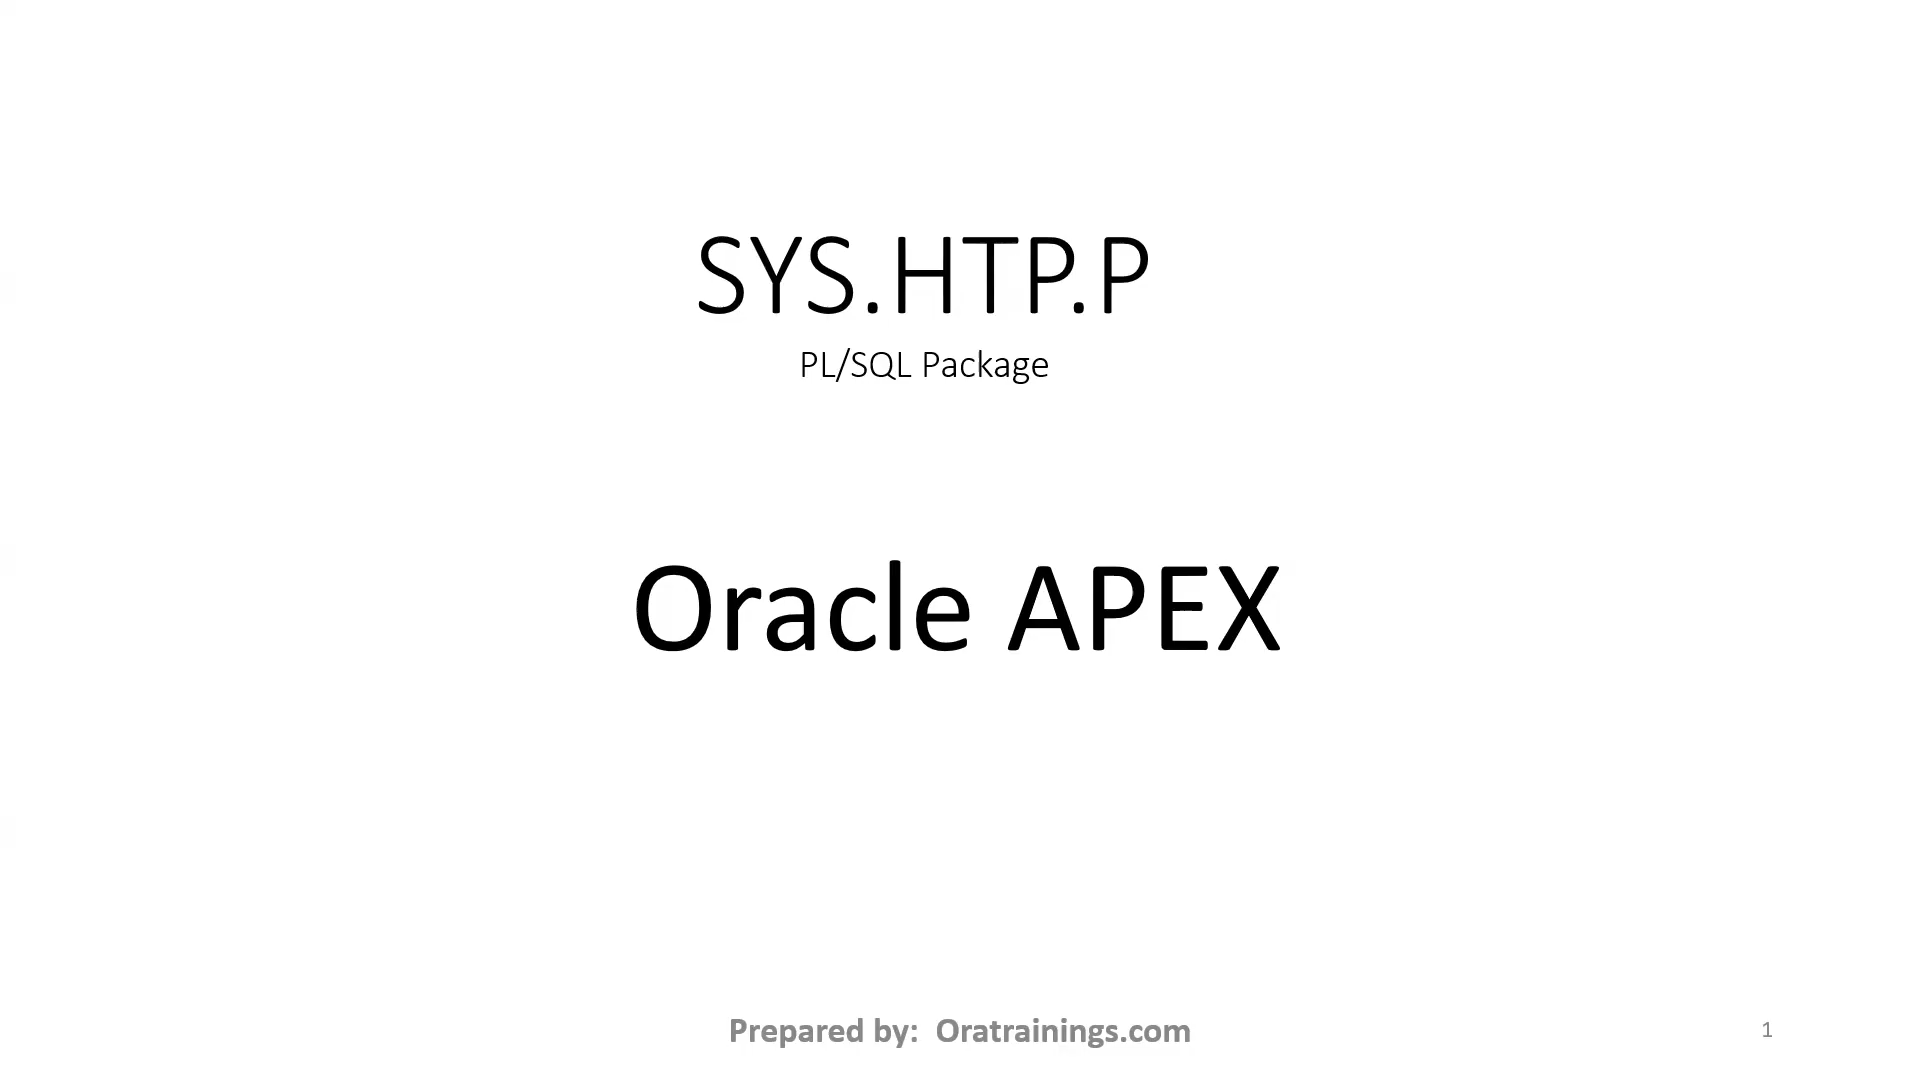 SYS.HTP.P
PL/SQL Package
Oracle APEX
Prepared by: Oratrainings.com
1